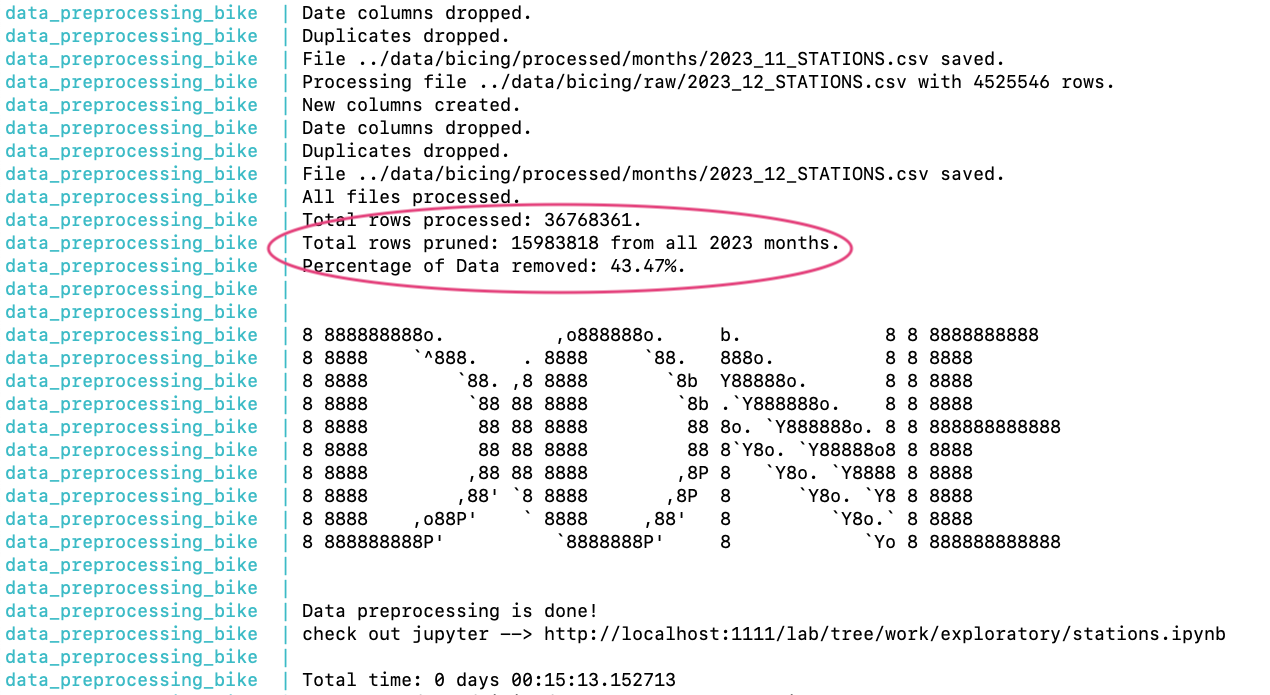 data_preprocessing_bike | Date columns dropped.
data_preprocessing_bike | Duplicates dropped.
data_preprocessing_bike | File ../data/bicing/processed/months/2023_11_STATIONS.csv saved.
data_preprocessing_bike | Processing file ../data/bicing/raw/2023_12_STATIONS.csv with 4525546 rows.
data_preprocessing_bike | New columns created.
data_preprocessing_bike | Date columns dropped.
data_preprocessing_bike | Duplicates dropped.
data_preprocessing_bike | File ../data/bicing/processed/months/2023_12_STATIONS.csv saved.
data_preprocessing_bike | All files processed.
data_preprocessing_bike | Total rows processed: 36768361.
data_preprocessing_bike | Total rows pruned: 15983818 from all 2023 months.
data_preprocessing_bike | Percentage of Data removed: 43.47%.
data_preprocessing_bike |
data_preprocessing_bike |
data_preprocessing_bike | 8 888888888o.          ,o888888o.     b.             8 8 8888888888
data_preprocessing_bike | 8 8888    `^888.    . 8888     `88.   888o.          8 8 8888
data_preprocessing_bike | 8 8888        `88. ,8 8888       `8b  Y88888o.       8 8 8888
data_preprocessing_bike | 8 8888         `88 88 8888        `8b .`Y888888o.    8 8 8888
data_preprocessing_bike | 8 8888          88 88 8888         88 8o. `Y888888o. 8 8 888888888888
data_preprocessing_bike | 8 8888          88 88 8888         88 8`Y8o. `Y88888o8 8 8888
data_preprocessing_bike | 8 8888         ,88 88 8888        ,8P 8   `Y8o. `Y8888 8 8888
data_preprocessing_bike | 8 8888        ,88' `8 8888       ,8P  8      `Y8o. `Y8 8 8888
data_preprocessing_bike | 8 8888    ,o88P'    ` 8888     ,88'   8         `Y8o.` 8 8888
data_preprocessing_bike | 8 888888888P'          `8888888P'     8            `Yo 8 888888888888
data_preprocessing_bike |
data_preprocessing_bike |
data_preprocessing_bike | Data preprocessing is done!
data_preprocessing_bike | check out jupyter --> http://localhost:1111/lab/tree/work/exploratory/stations.ipynb
data_preprocessing_bike |
data_preprocessing_bike | Total time: 0 days 00:15:13.152713